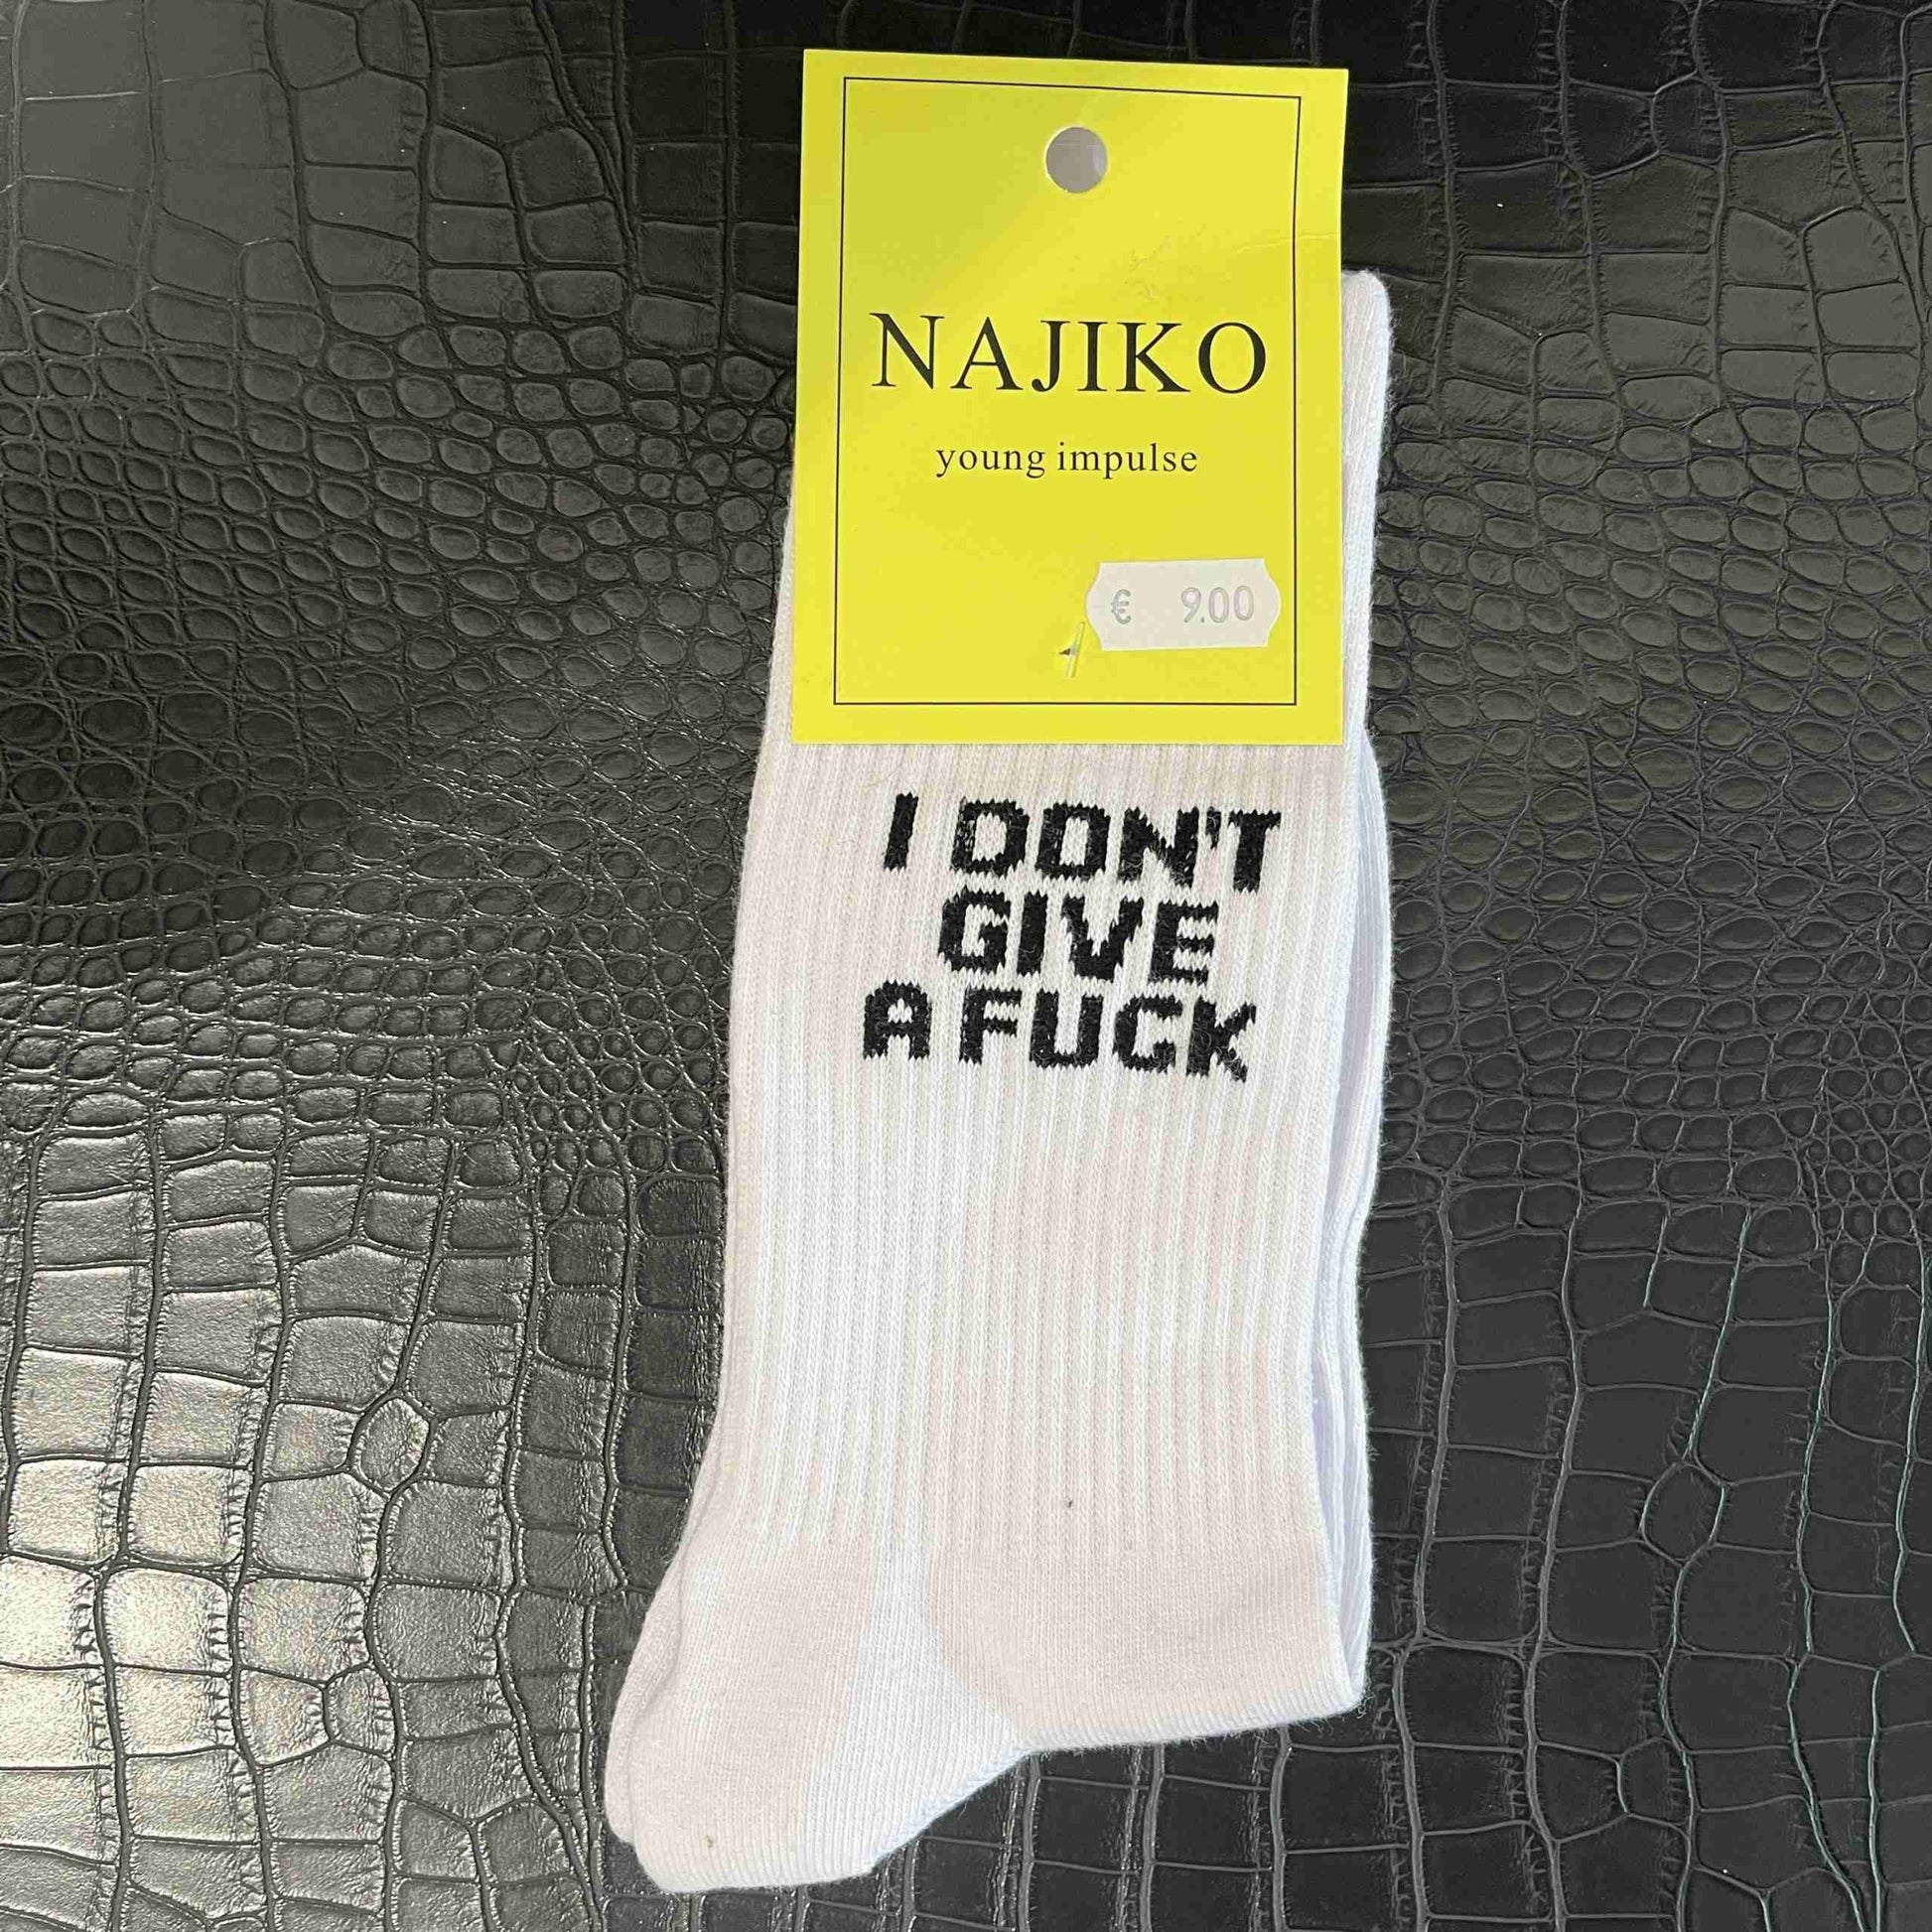 NAJIKO
young impulse
€ 9.00
I DON'T
GIVE
A FUCK